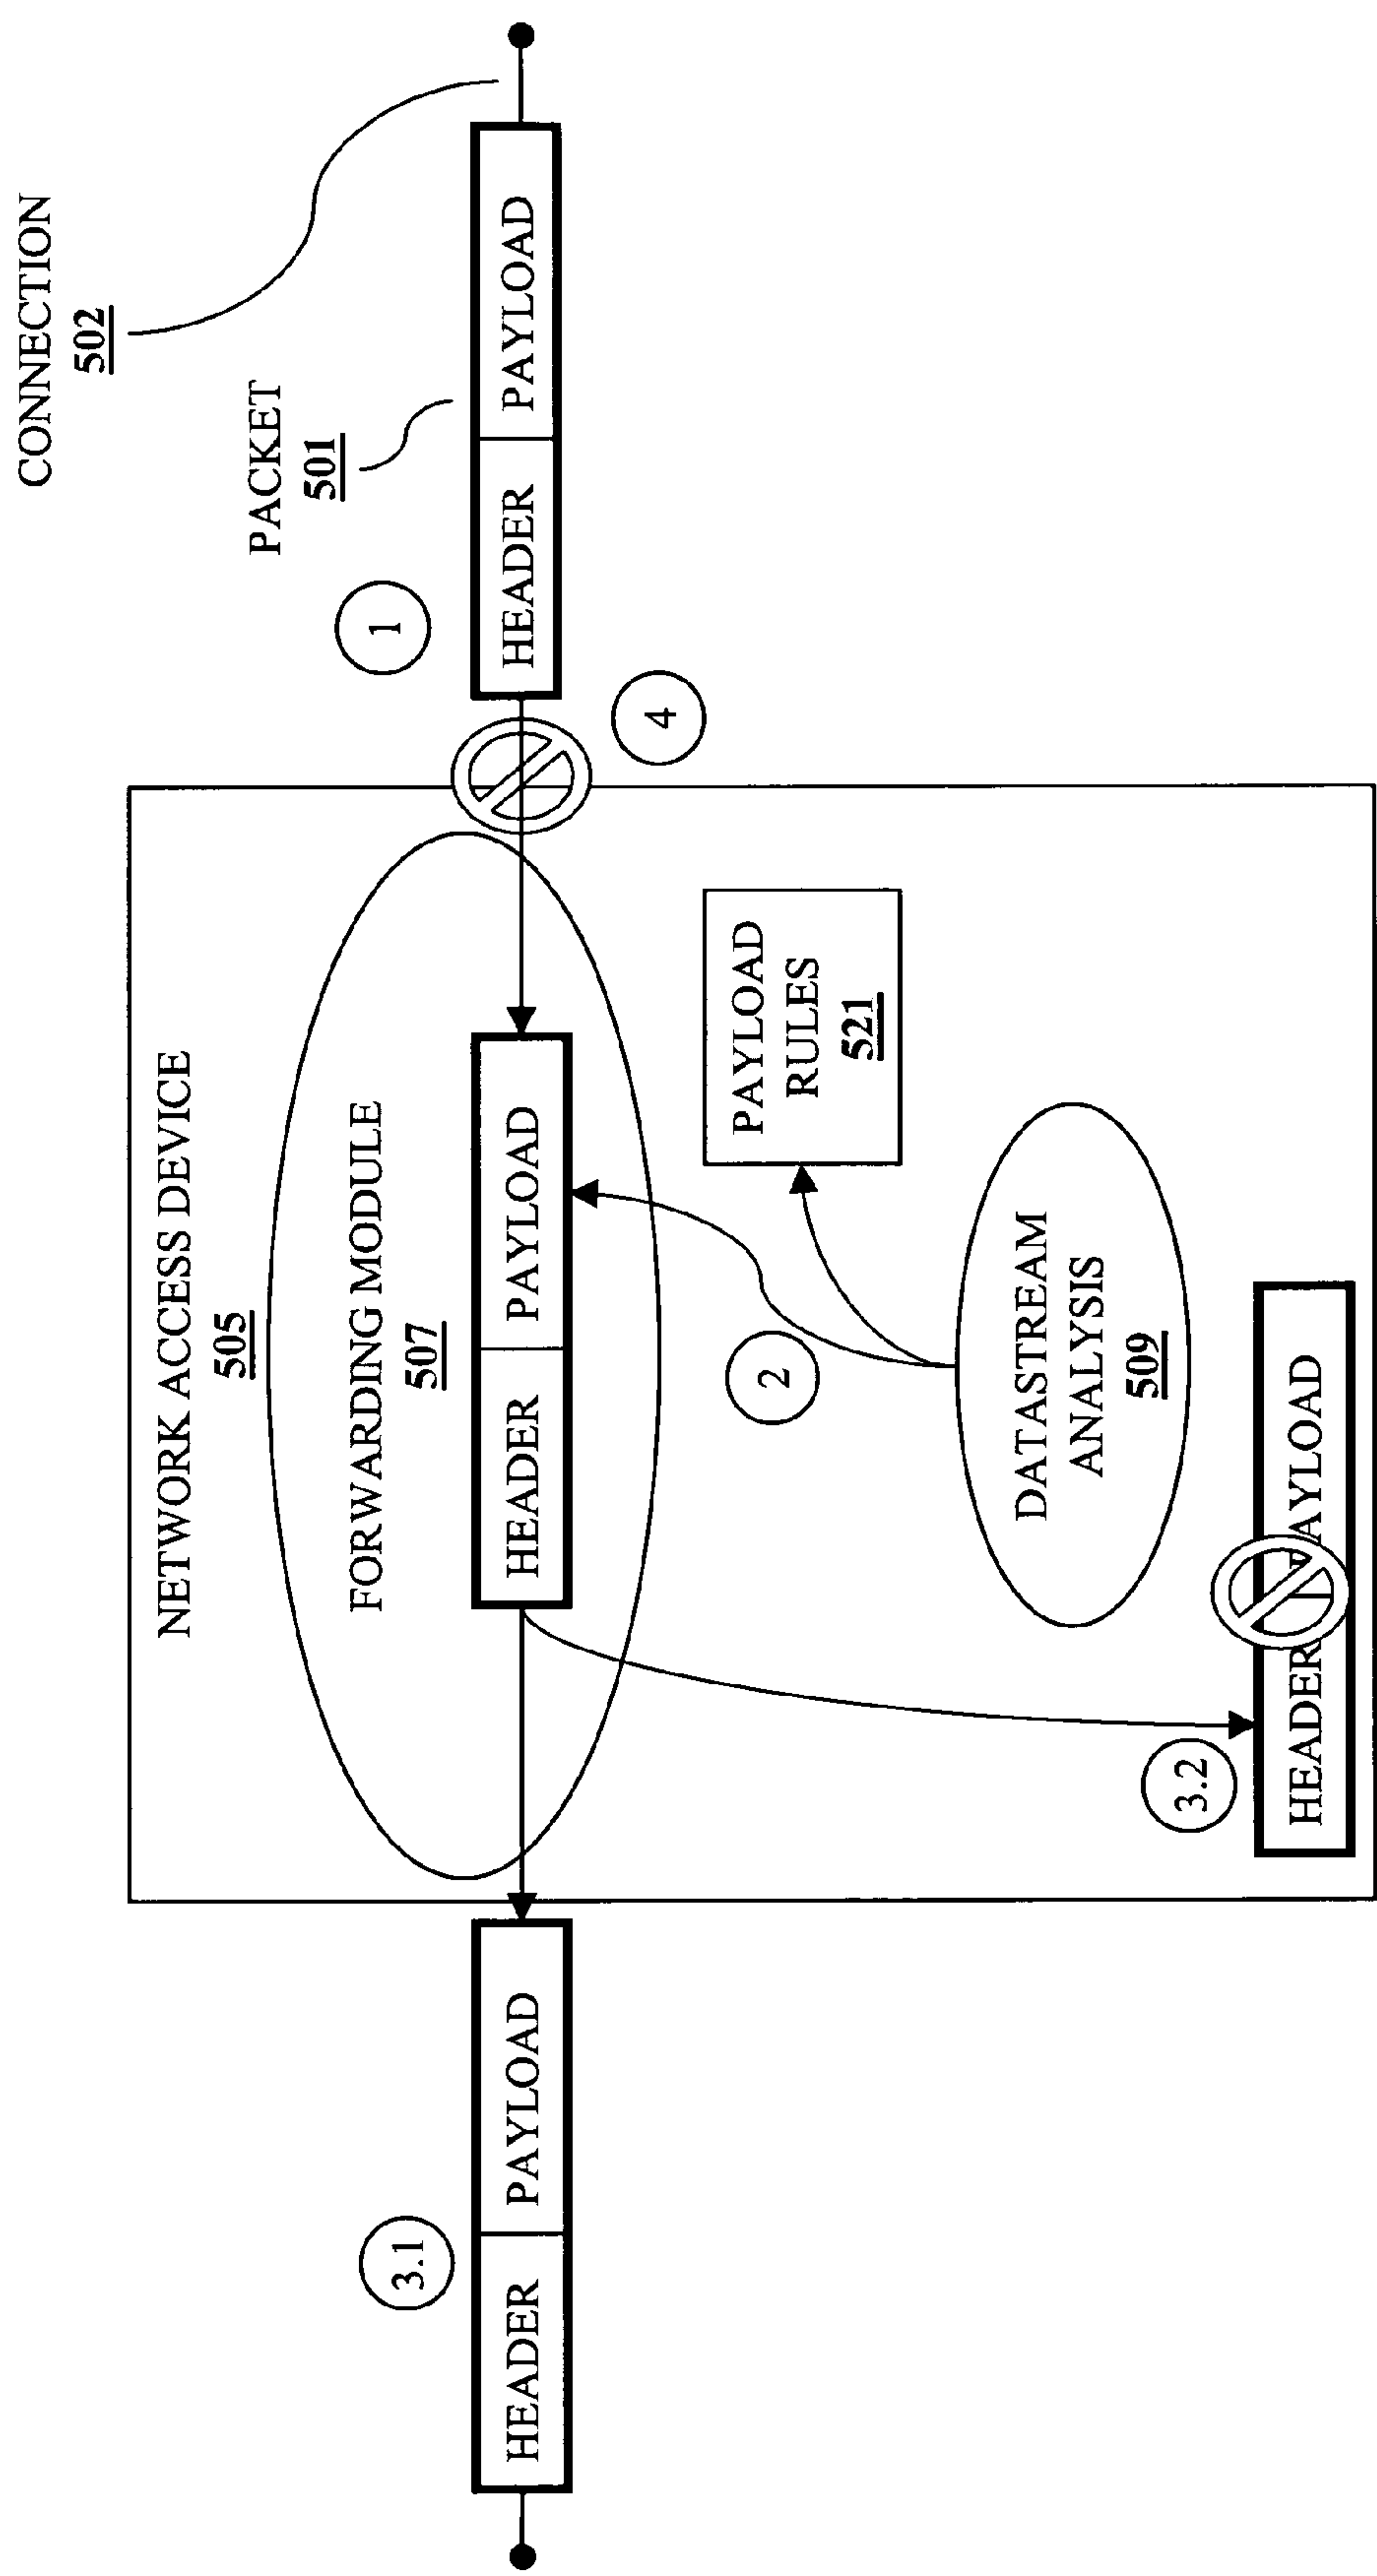 CONNECTION
502
NETWORK ACCESS DEVICE
505
PACKET
501
FORWARDING MODULE
507
3.1
1
HEADER PAYLOAD
HEADER PAYLOAD
HEADER PAYLOAD
4
PAYLOAD
RULES
521
2
DATASTREAM
ANALYSIS
509
3.2
HEADER PAYLOAD